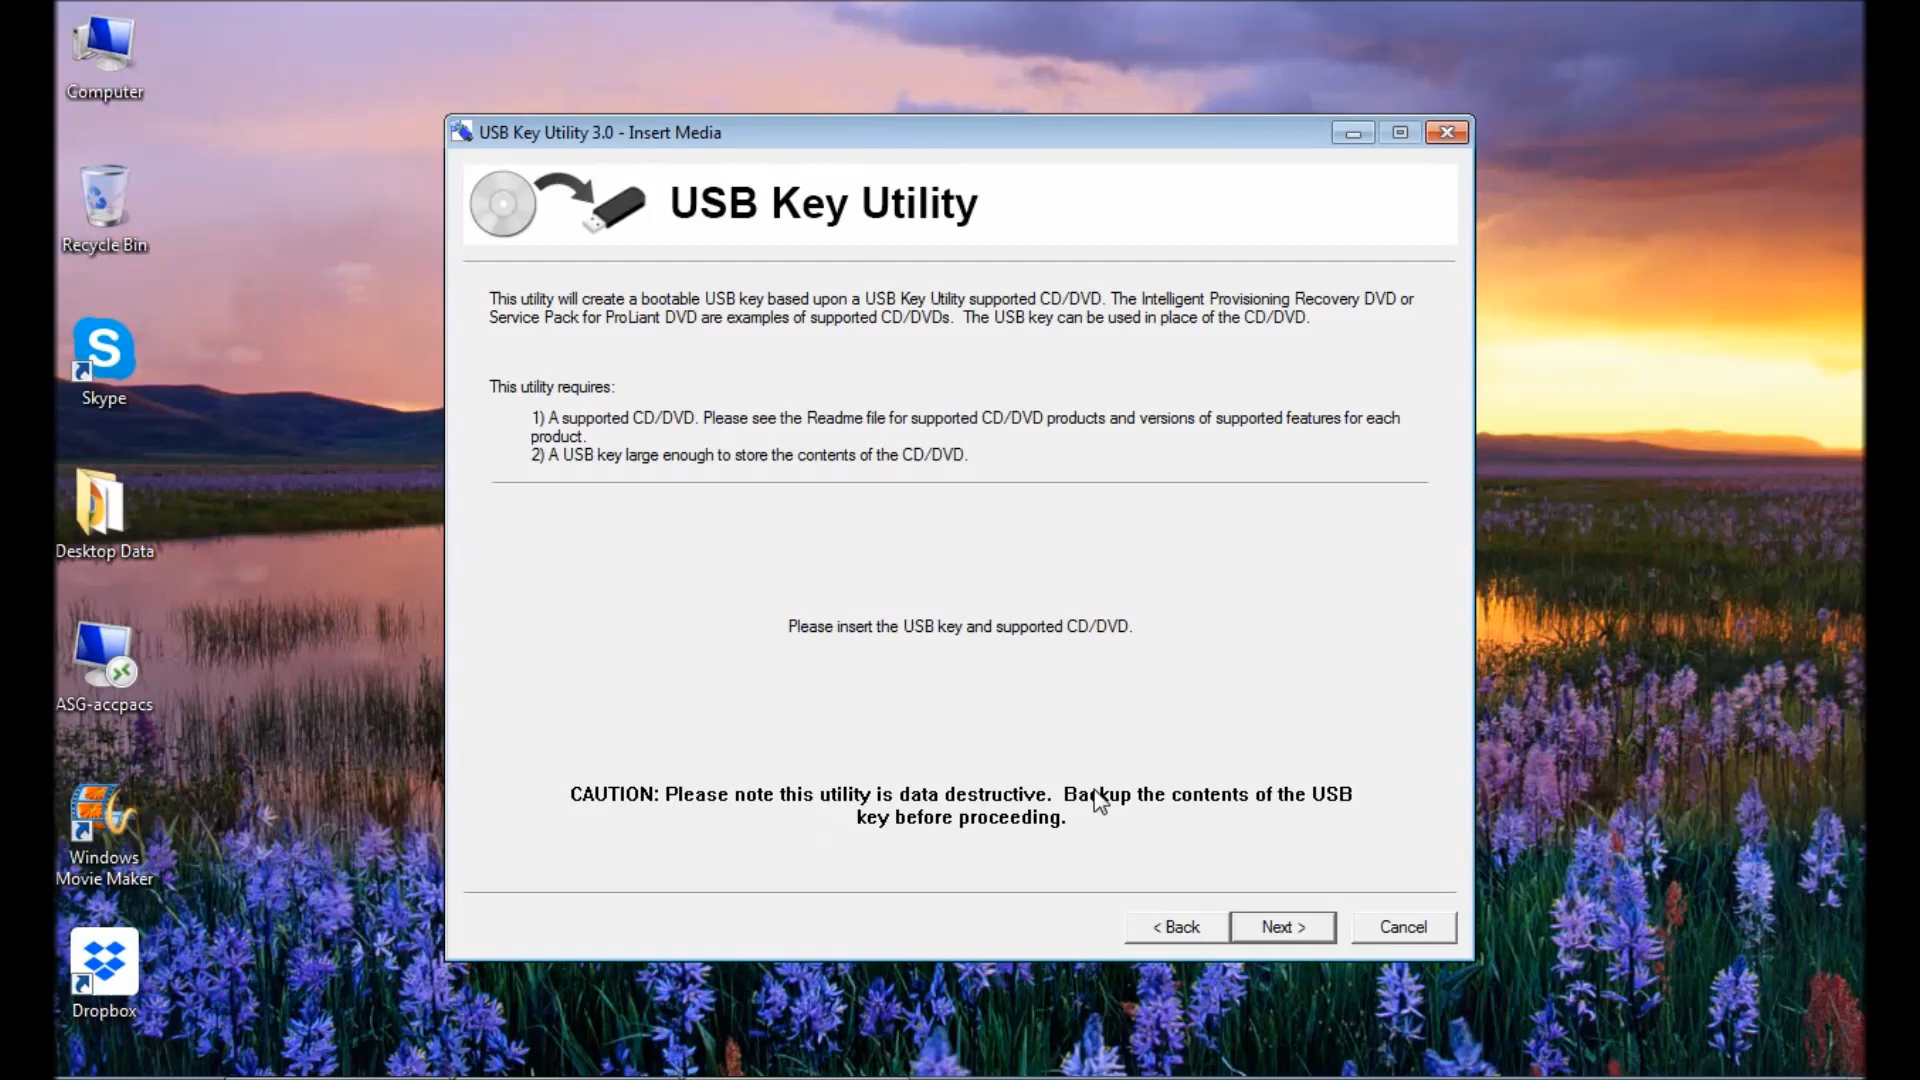 Computer
Recycle Bin
S
Skype
Desktop Data
ASG-accpacs
Windows
Movie Maker
Dropbox
USB Key Utility 3.0 - Insert Media
USB Key Utility
This utility will create a bootable USB key based upon a USB Key Utility supported CD/DVD. The Intelligent Provisioning Recovery DVD or
Service Pack for ProLiant DVD are examples of supported CD/DVDs.  The USB key can be used in place of the CD/DVD.
This utility requires:
1) A supported CD/DVD. Please see the Readme file for supported CD/DVD products and versions of supported features for each
product.
2) A USB key large enough to store the contents of the CD/DVD.
Please insert the USB key and supported CD/DVD.
CAUTION: Please note this utility is data destructive.  Backup the contents of the USB
key before proceeding.
< Back
Next >
Cancel